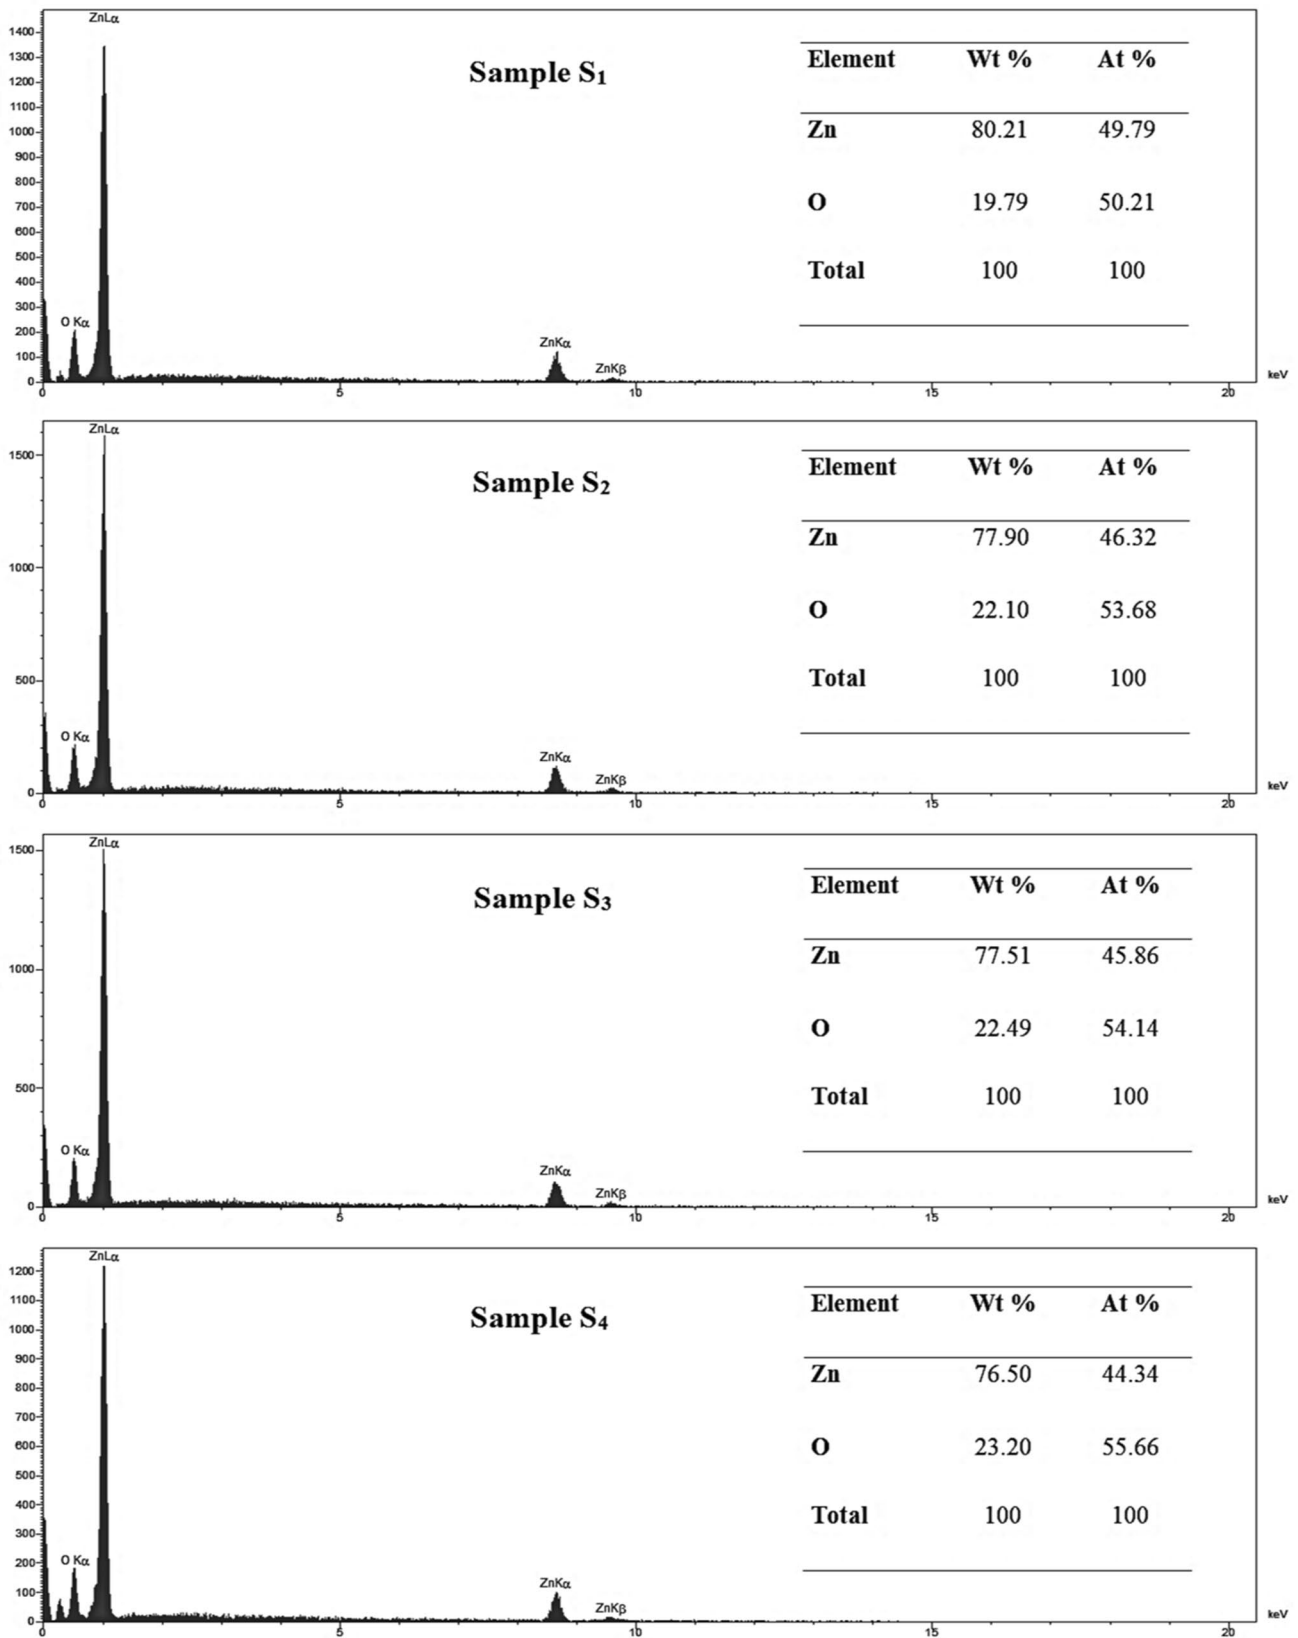 ZnLα
1400
1300
1200
1100
1000
900
800
700
600
500
400
300
200
100
0
Sample S1
O Kα
ZnKα
ZnKβ
0 5 10 15 20 keV
Element Wt % At %
Zn 80.21 49.79
O 19.79 50.21
Total 100 100
ZnLα
1500
1000
500
0
Sample S2
O Kα
ZnKα
ZnKβ
0 5 10 15 20 keV
Element Wt % At %
Zn 77.90 46.32
O 22.10 53.68
Total 100 100
ZnLα
1500
1000
500
0
Sample S3
O Kα
ZnKα
ZnKβ
0 5 10 15 20 keV
Element Wt % At %
Zn 77.51 45.86
O 22.49 54.14
Total 100 100
ZnLα
1200
1100
1000
900
800
700
600
500
400
300
200
100
0
Sample S4
O Kα
ZnKα
ZnKβ
0 5 10 15 20 keV
Element Wt % At %
Zn 76.50 44.34
O 23.20 55.66
Total 100 100